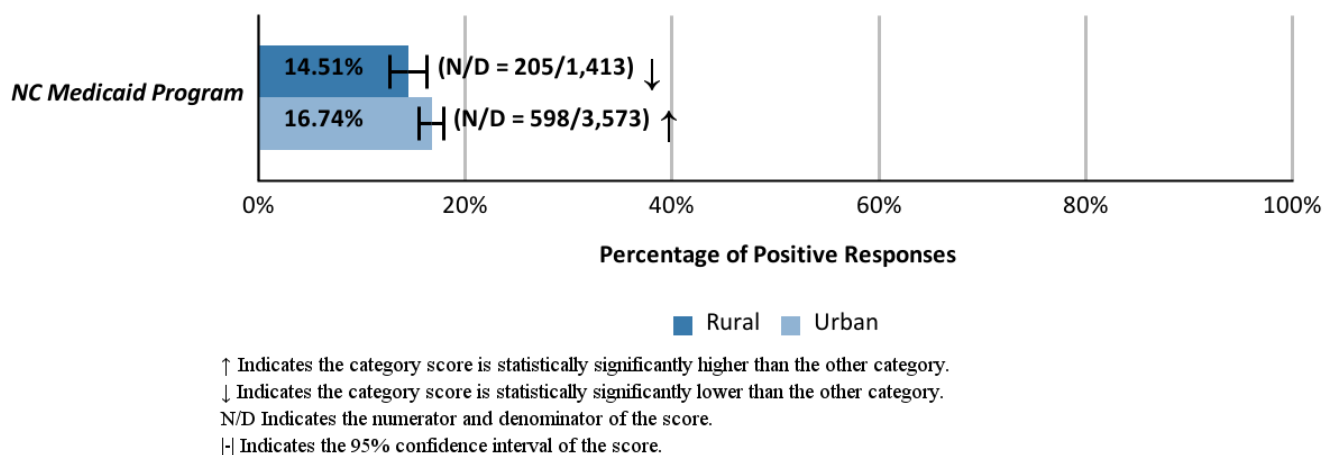 14.51% (N/D = 205/1,413) ↓
NC Medicaid Program
16.74% (N/D = 598/3,573) ↑
0% 20% 40% 60% 80% 100%
Percentage of Positive Responses
Rural Urban
↑ Indicates the category score is statistically significantly higher than the other category.
↓ Indicates the category score is statistically significantly lower than the other category.
N/D Indicates the numerator and denominator of the score.
|-| Indicates the 95% confidence interval of the score.